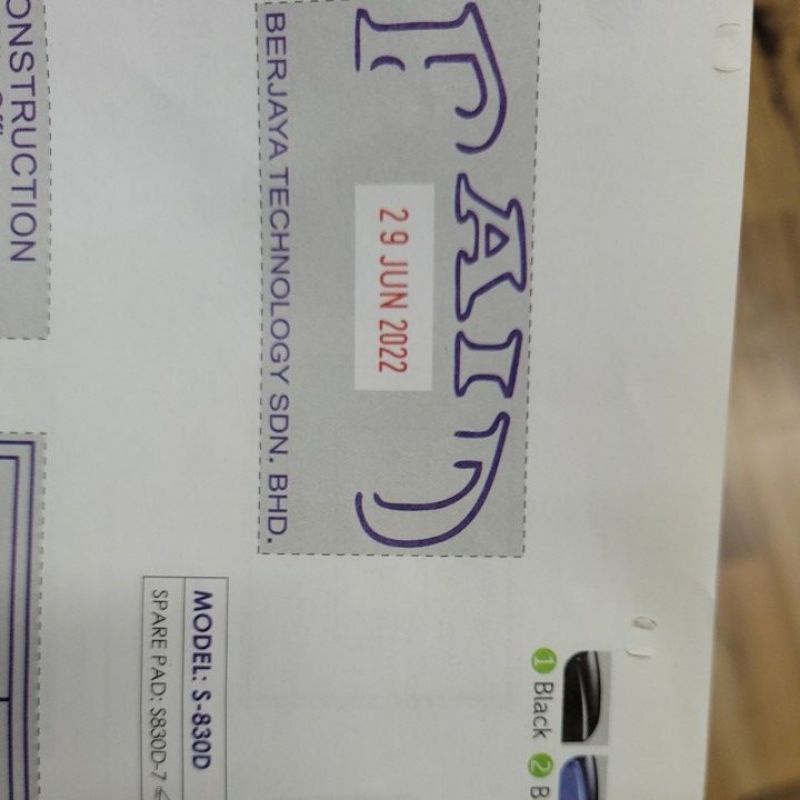 PAID
29 JUN 2022
BERJAYA TECHNOLOGY SDN. BHD.
ONSTRUCTION
MODEL: S-830D
SPARE PAD: S830D-7
1 Black 2 B